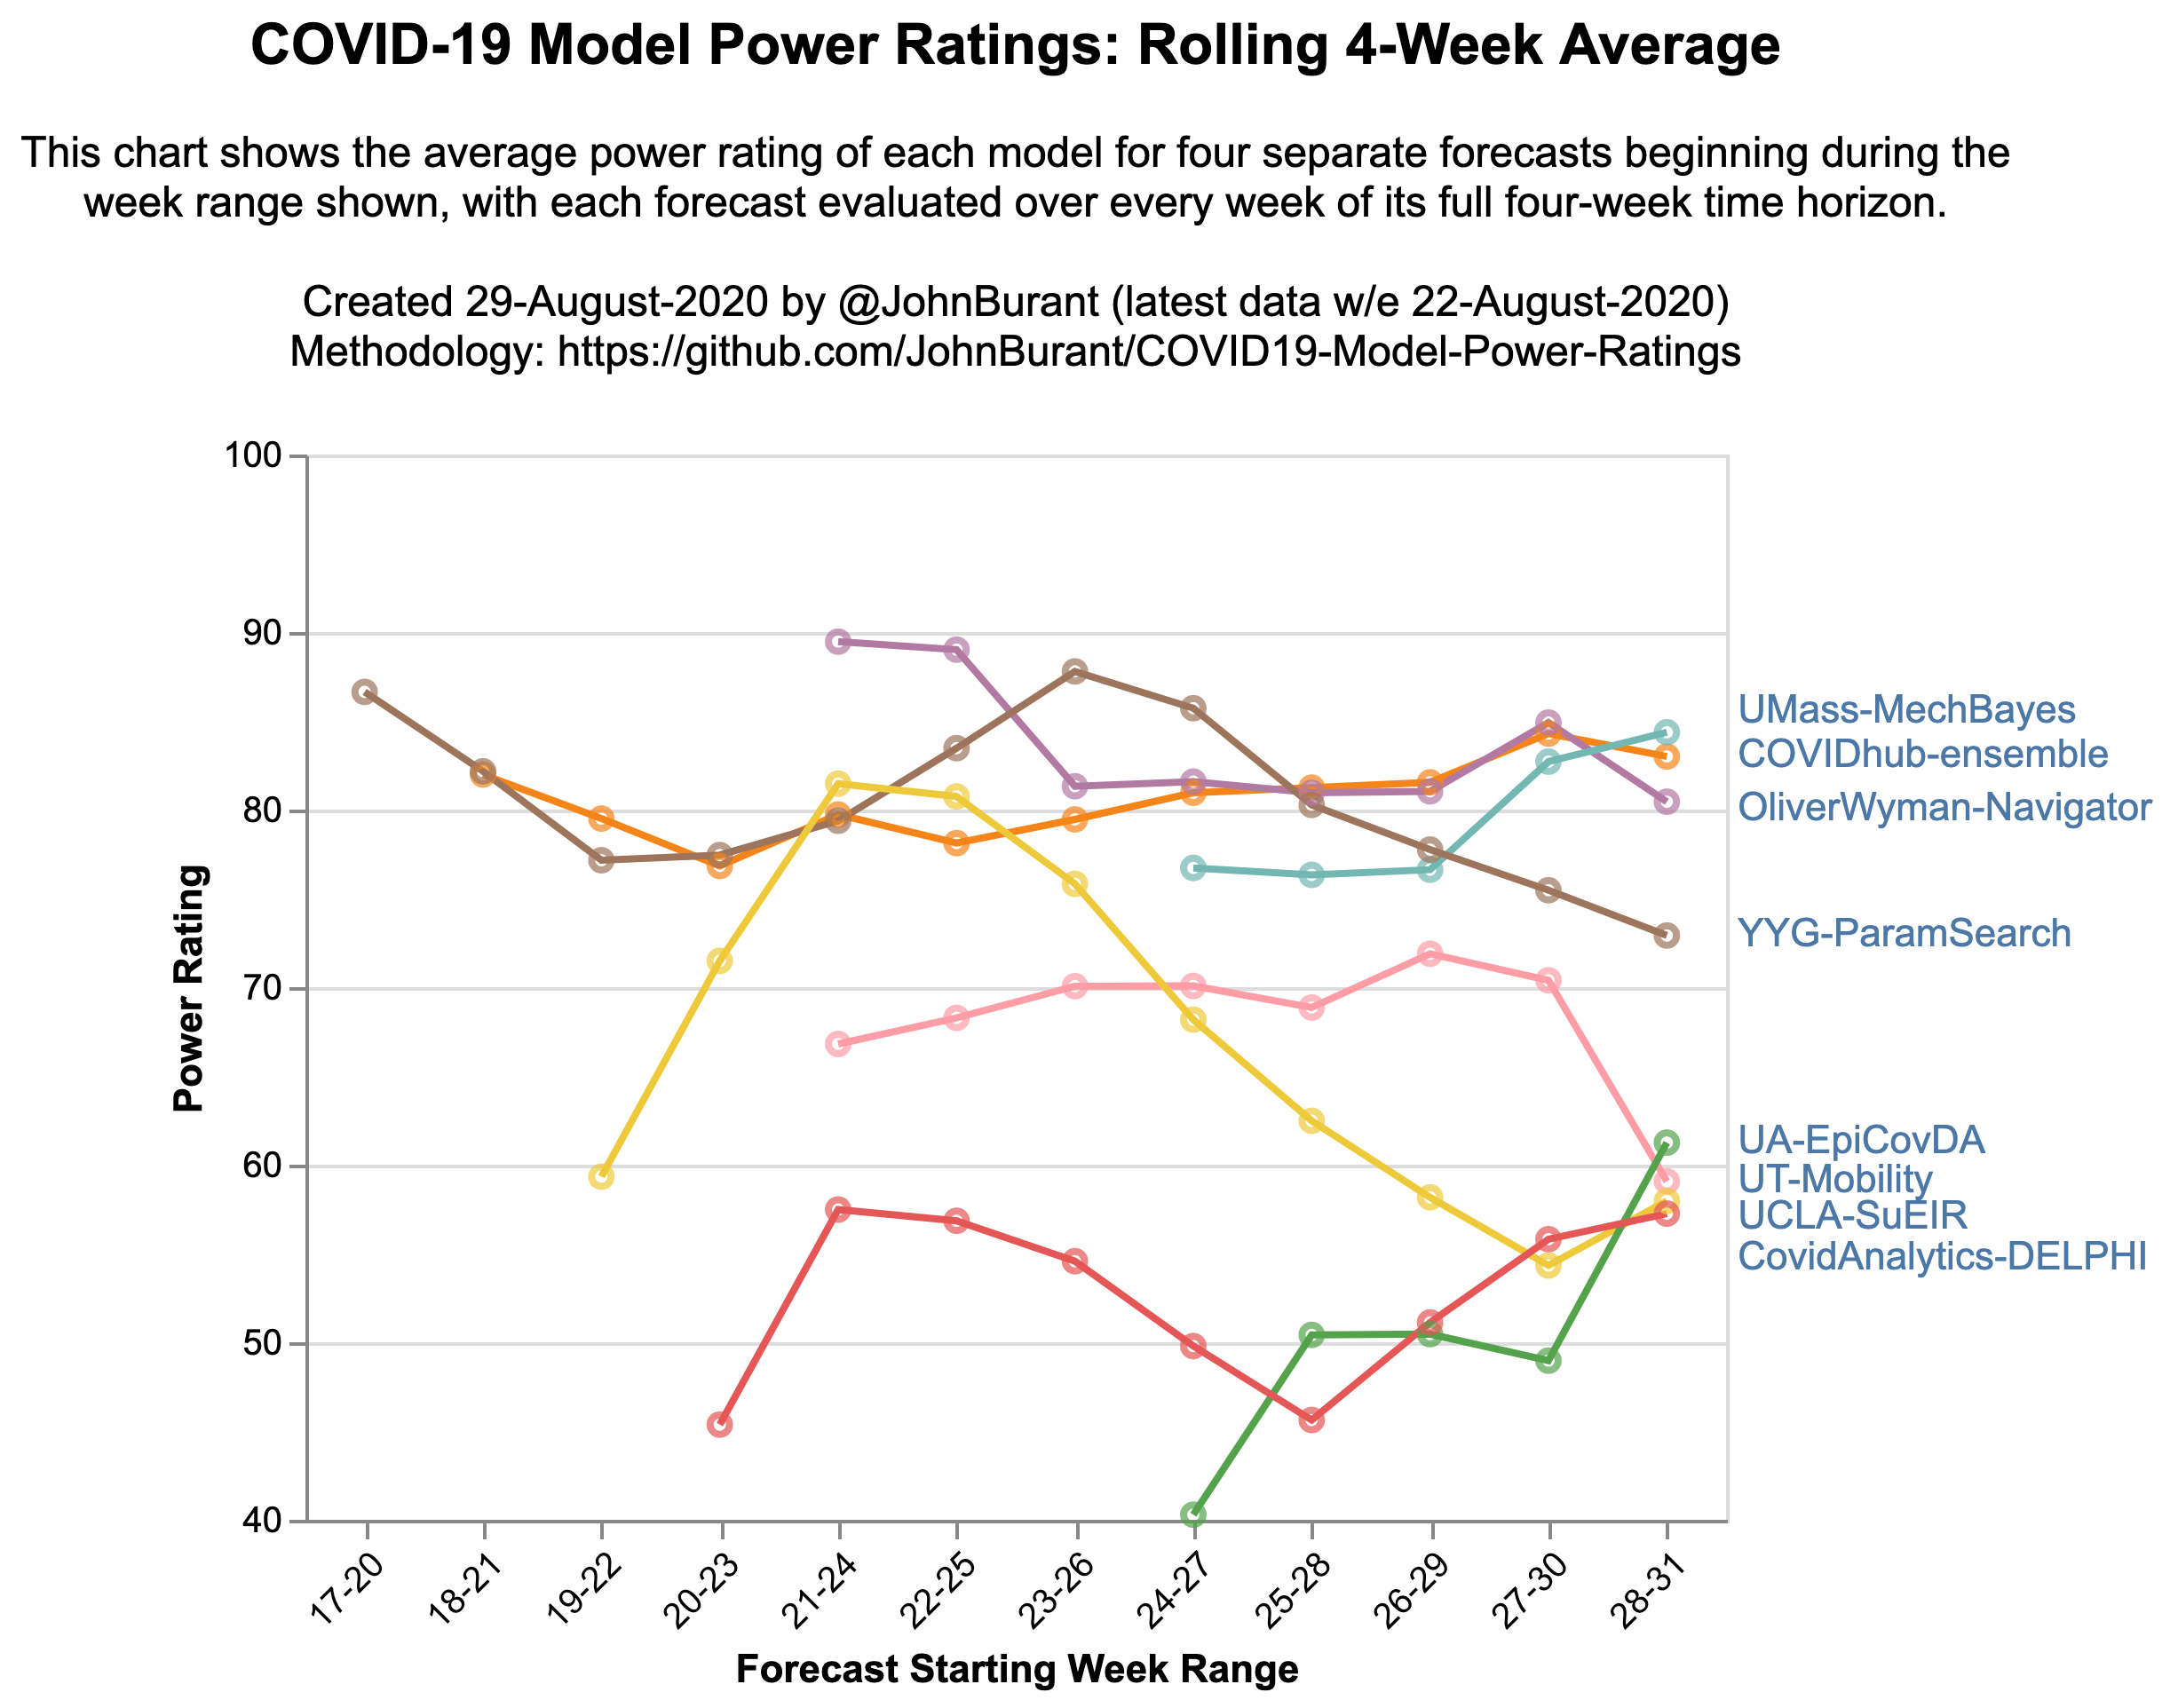 COVID-19 Model Power Ratings: Rolling 4-Week Average
This chart shows the average power rating of each model for four separate forecasts beginning during the
week range shown, with each forecast evaluated over every week of its full four-week time horizon.
Created 29-August-2020 by @JohnBurant (latest data w/e 22-August-2020)
Methodology: https://github.com/JohnBurant/COVID19-Model-Power-Ratings
100
90
80
70
60
50
40
Power Rating
UMass-MechBayes
COVIDhub-ensemble
OliverWyman-Navigator
YYG-ParamSearch
UA-EpiCovDA
UT-Mobility
UCLA-SuEIR
CovidAnalytics-DELPHI
17-20
18-21
19-22
20-23
21-24
22-25
23-26
24-27
25-28
26-29
27-30
28-31
Forecast Starting Week Range